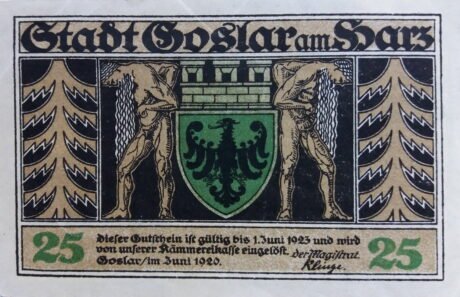 Stadt Goslar am Harz
25
dieser Gutschein ist gültig bis 1. Juni 1923 und wird
von unserer Kämmereikasse eingelöst. der Magistrat.
Goslar/im Juni 1920. Klinge.
25